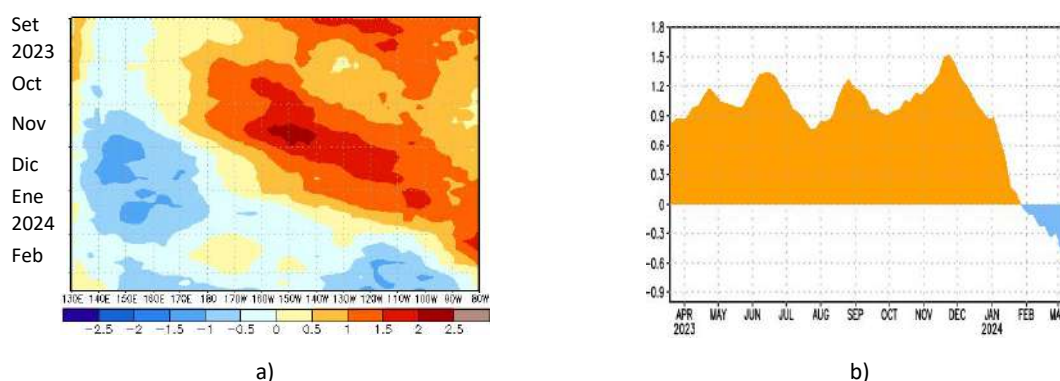 Set
2023
Oct
Nov
Dic
Ene
2024
Feb
130E 140E 150E 160E 170E 180 170W 160W 150W 140W 130W 120W 110W 100W 90W 80W
-2.5 -2 -1.5 -1 -0.5 0 0.5 1 1.5 2 2.5
a)
1.8
1.5
1.2
0.9
0.6
0.3
0
-0.3
-0.6
-0.9
APR MAY JUN JUL AUG SEP OCT NOV DEC JAN FEB MA
2023 2024
b)